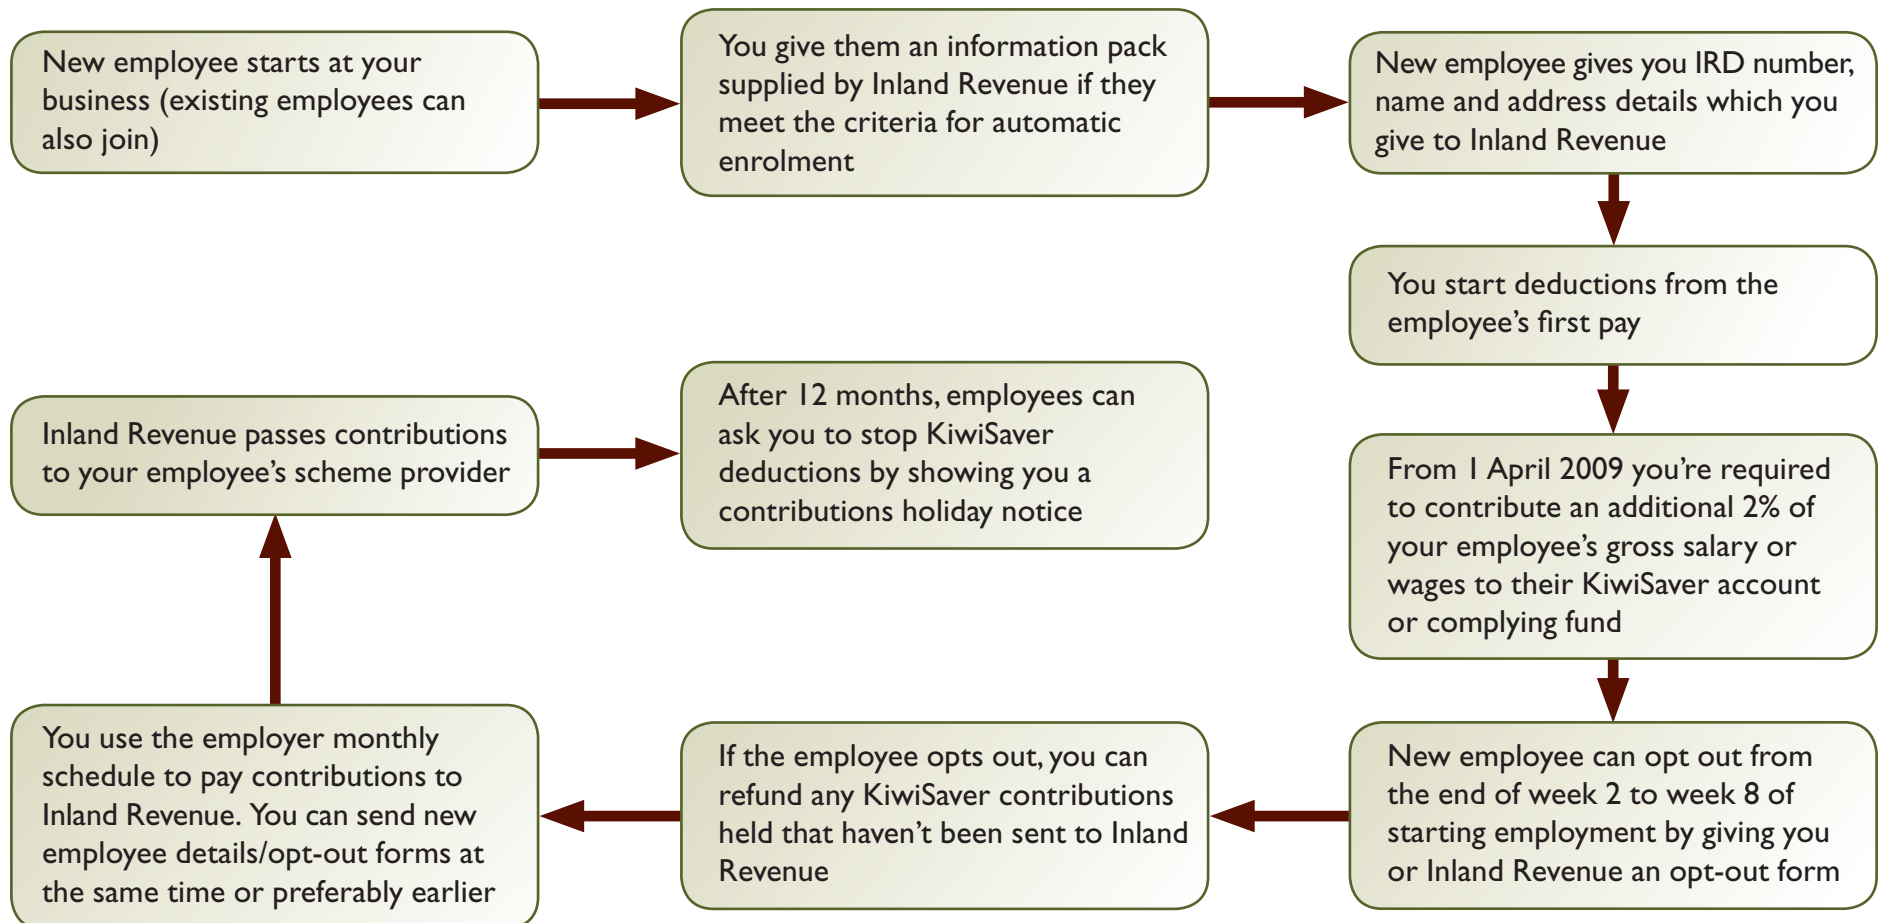 New employee starts at your
business (existing employees can
also join)
You give them an information pack
supplied by Inland Revenue if they
meet the criteria for automatic
enrolment
New employee gives you IRD number,
name and address details which you
give to Inland Revenue
You start deductions from the
employee’s first pay
From 1 April 2009 you’re required
to contribute an additional 2% of
your employee’s gross salary or
wages to their KiwiSaver account
or complying fund
New employee can opt out from
the end of week 2 to week 8 of
starting employment by giving you
or Inland Revenue an opt-out form
If the employee opts out, you can
refund any KiwiSaver contributions
held that haven’t been sent to Inland
Revenue
You use the employer monthly
schedule to pay contributions to
Inland Revenue. You can send new
employee details/opt-out forms at
the same time or preferably earlier
Inland Revenue passes contributions
to your employee’s scheme provider
After 12 months, employees can
ask you to stop KiwiSaver
deductions by showing you a
contributions holiday notice